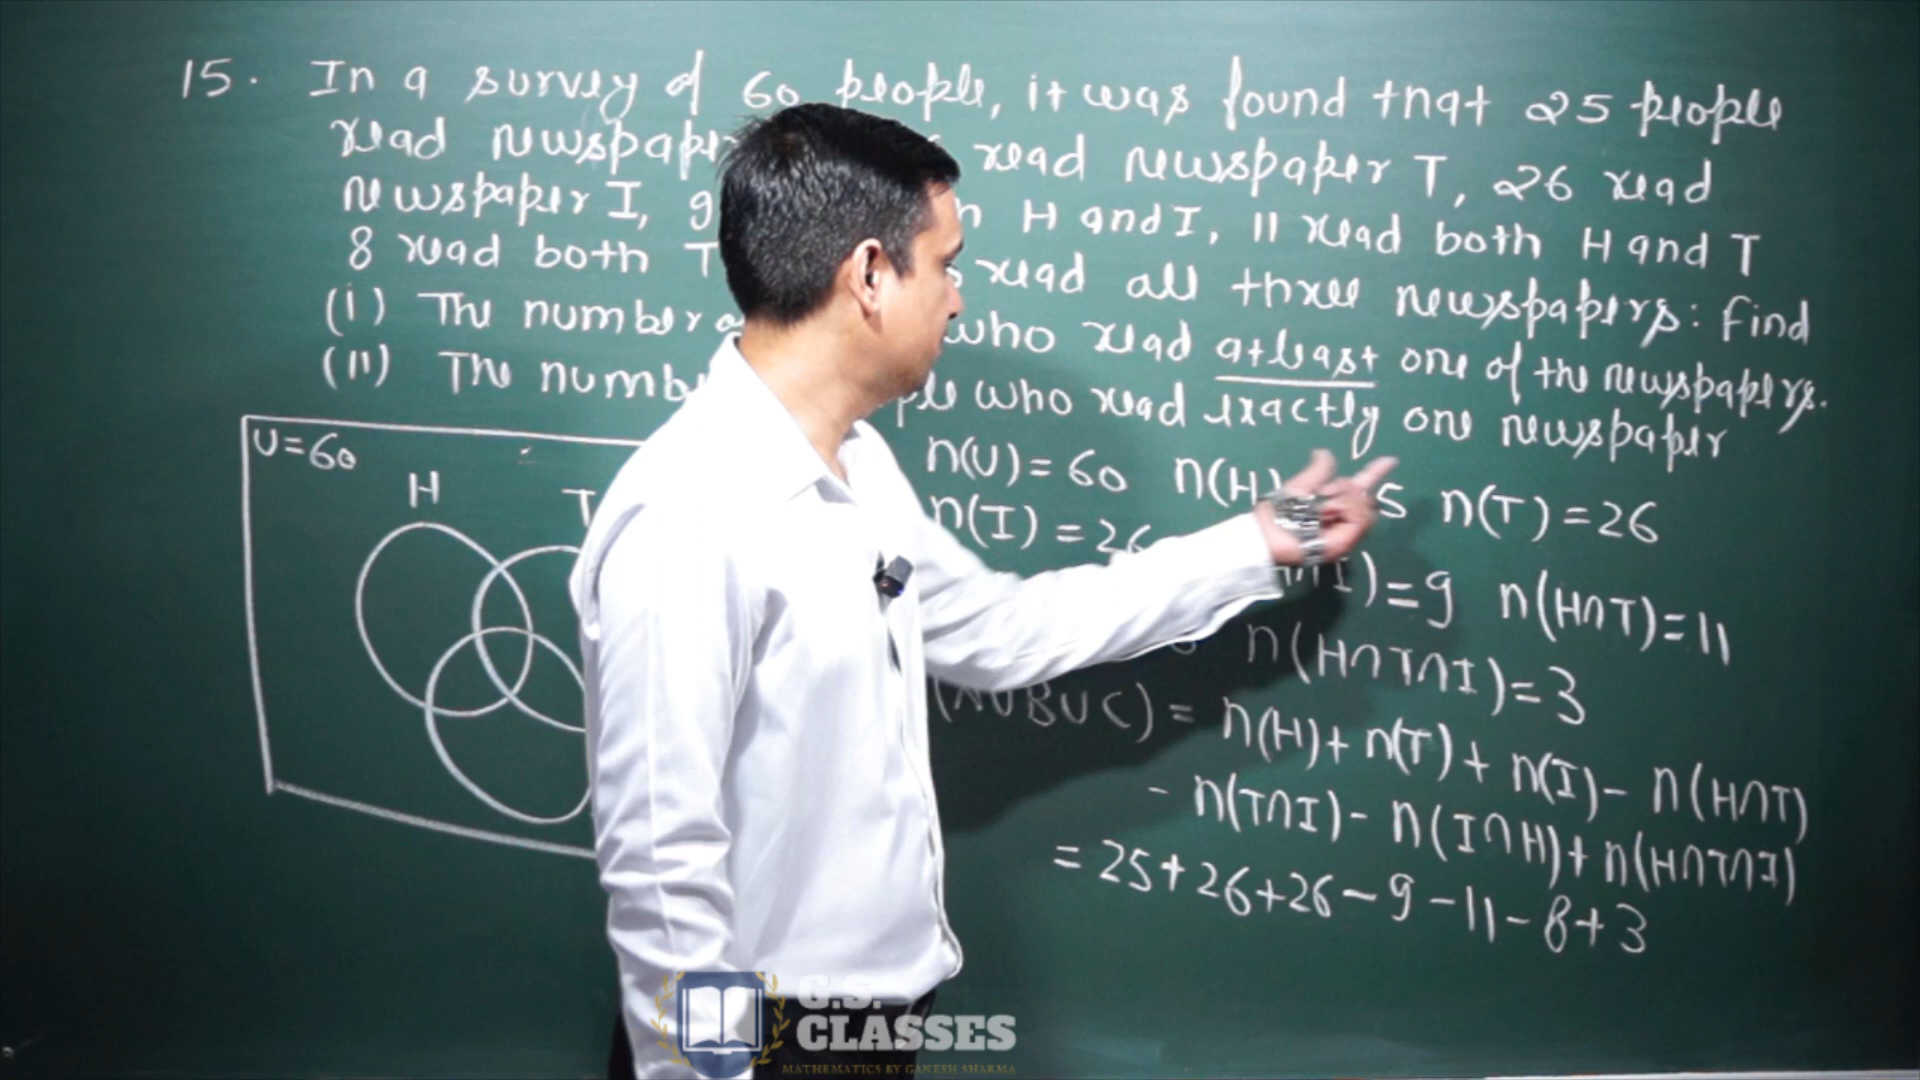 15. In a survey of 60 people, it was found that 25 people
read newspaper read newspaper T, 26 read
newspaper I, 9 H and I, 11 read both H and T
8 read both T read all three newspapers: Find
(i) The number who read atleast one of the newspapers.
(ii) The numb who read exactly one newspaper
U=60
H
T
n(U)=60 n(H) 5 n(T)=26
n(I)=26
I)=9 n(H∩T)=11
n(H∩T∩I)=3
(AUBUC)= n(H)+n(T)+n(I)-n(H∩T)
-n(T∩I)-n(I∩H)+n(H∩T∩I)
=25+26+26-9-11-8+3
G.S.
CLASSES
MATHEMATICS BY GANESH SHARMA